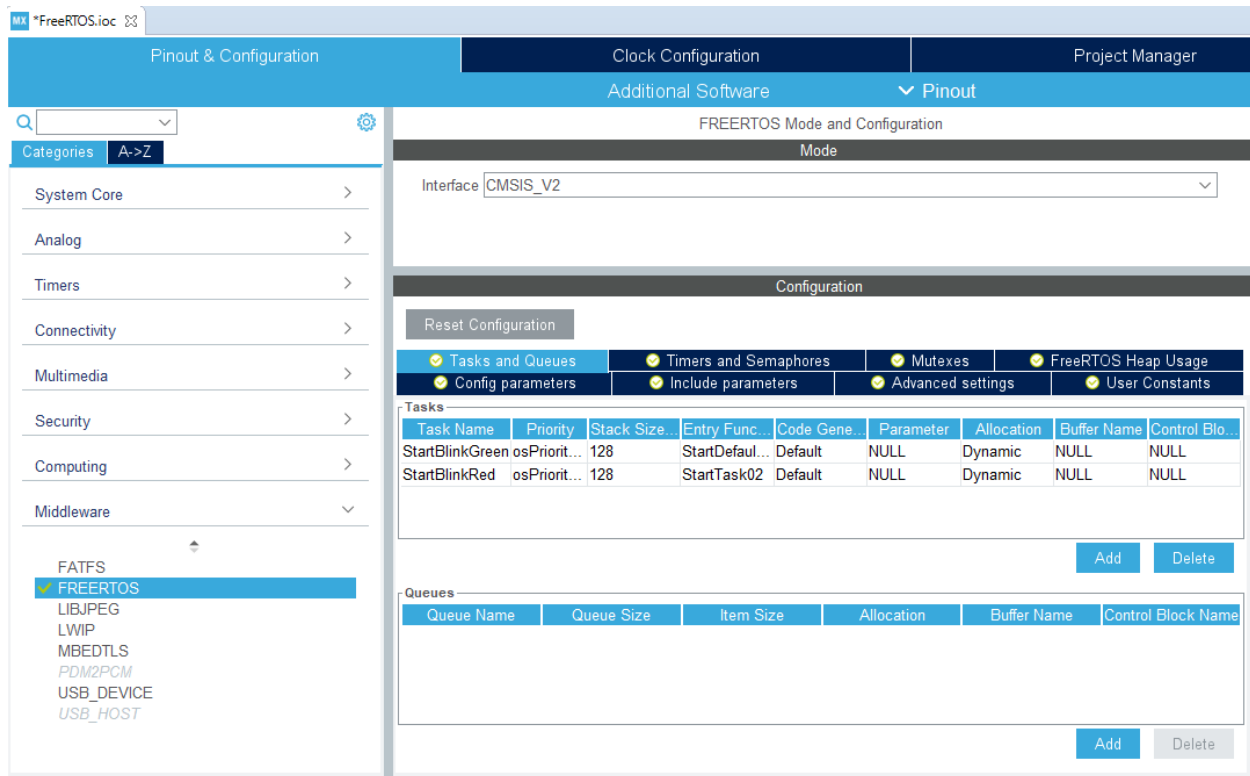 MX *FreeRTOS.ioc
Pinout & Configuration Clock Configuration Project Manager
Additional Software Pinout
FREERTOS Mode and Configuration
Categories A->Z
Mode
System Core
Interface CMSIS_V2
Analog
Timers
Configuration
Connectivity
Reset Configuration
Multimedia
Tasks and Queues Timers and Semaphores Mutexes FreeRTOS Heap Usage
Config parameters Include parameters Advanced settings User Constants
Security
Tasks
Task Name Priority Stack Size... Entry Func... Code Gene... Parameter Allocation Buffer Name Control Blo...
StartBlinkGreen osPriorit... 128 StartDefaul... Default NULL Dynamic NULL NULL
StartBlinkRed osPriorit... 128 StartTask02 Default NULL Dynamic NULL NULL
Computing
Middleware
Add Delete
FATFS
FREERTOS
LIBJPEG
LWIP
MBEDTLS
PDM2PCM
USB_DEVICE
USB_HOST
Queues
Queue Name Queue Size Item Size Allocation Buffer Name Control Block Name
Add Delete